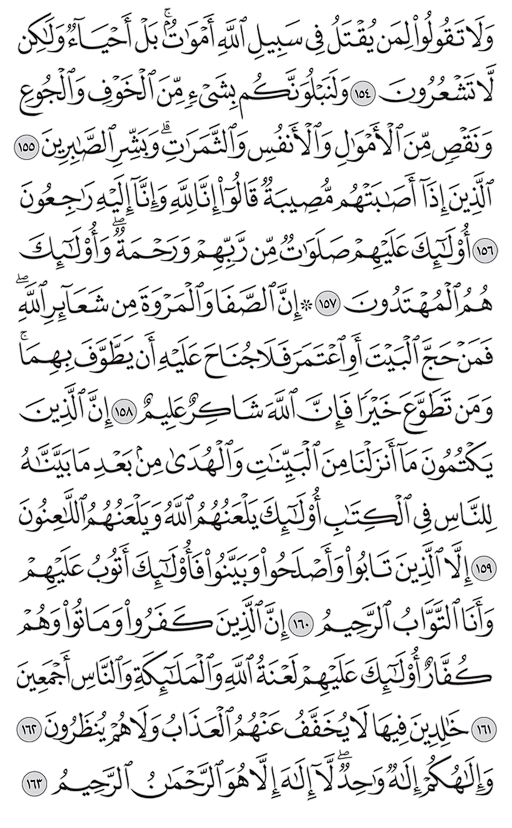 وَلَا تَقُولُوا۟ لِمَن يُقْتَلُ فِى سَبِيلِ ٱللَّهِ أَمْوَٰتٌۢ ۚ بَلْ أَحْيَآءٌ وَلَٰكِن
لَّا تَشْعُرُونَ ١٥٤ وَلَنَبْلُوَنَّكُم بِشَىْءٍ مِّنَ ٱلْخَوْفِ وَٱلْجُوعِ
وَنَقْصٍ مِّنَ ٱلْأَمْوَٰلِ وَٱلْأَنفُسِ وَٱلثَّمَرَٰتِ ۗ وَبَشِّرِ ٱلصَّٰبِرِينَ ١٥٥
ٱلَّذِينَ إِذَآ أَصَٰبَتْهُم مُّصِيبَةٌ قَالُوٓا۟ إِنَّا لِلَّهِ وَإِنَّآ إِلَيْهِ رَٰجِعُونَ
١٥٦ أُو۟لَٰٓئِكَ عَلَيْهِمْ صَلَوَٰتٌ مِّن رَّبِّهِمْ وَرَحْمَةٌ ۖ وَأُو۟لَٰٓئِكَ
هُمُ ٱلْمُهْتَدُونَ ١٥٧ ۞ إِنَّ ٱلصَّفَا وَٱلْمَرْوَةَ مِن شَعَآئِرِ ٱللَّهِ ۖ
فَمَنْ حَجَّ ٱلْبَيْتَ أَوِ ٱعْتَمَرَ فَلَا جُنَاحَ عَلَيْهِ أَن يَطَّوَّفَ بِهِمَا ۚ
وَمَن تَطَوَّعَ خَيْرًا فَإِنَّ ٱللَّهَ شَاكِرٌ عَلِيمٌ ١٥٨ إِنَّ ٱلَّذِينَ
يَكْتُمُونَ مَآ أَنزَلْنَا مِنَ ٱلْبَيِّنَٰتِ وَٱلْهُدَىٰ مِنۢ بَعْدِ مَا بَيَّنَّٰهُ
لِلنَّاسِ فِى ٱلْكِتَٰبِ أُو۟لَٰٓئِكَ يَلْعَنُهُمُ ٱللَّهُ وَيَلْعَنُهُمُ ٱللَّٰعِنُونَ
١٥٩ إِلَّا ٱلَّذِينَ تَابُوا۟ وَأَصْلَحُوا۟ وَبَيَّنُوا۟ فَأُو۟لَٰٓئِكَ أَتُوبُ عَلَيْهِمْ
وَأَنَا ٱلتَّوَّابُ ٱلرَّحِيمُ ١٦٠ إِنَّ ٱلَّذِينَ كَفَرُوا۟ وَمَاتُوا۟ وَهُمْ
كُفَّارٌ أُو۟لَٰٓئِكَ عَلَيْهِمْ لَعْنَةُ ٱللَّهِ وَٱلْمَلَٰٓئِكَةِ وَٱلنَّاسِ أَجْمَعِينَ
١٦١ خَٰلِدِينَ فِيهَا لَا يُخَفَّفُ عَنْهُمُ ٱلْعَذَابُ وَلَا هُمْ يُنظَرُونَ ١٦٢
وَإِلَٰهُكُمْ إِلَٰهٌ وَٰحِدٌ ۖ لَّآ إِلَٰهَ إِلَّا هُوَ ٱلرَّحْمَٰنُ ٱلرَّحِيمُ ١٦٣